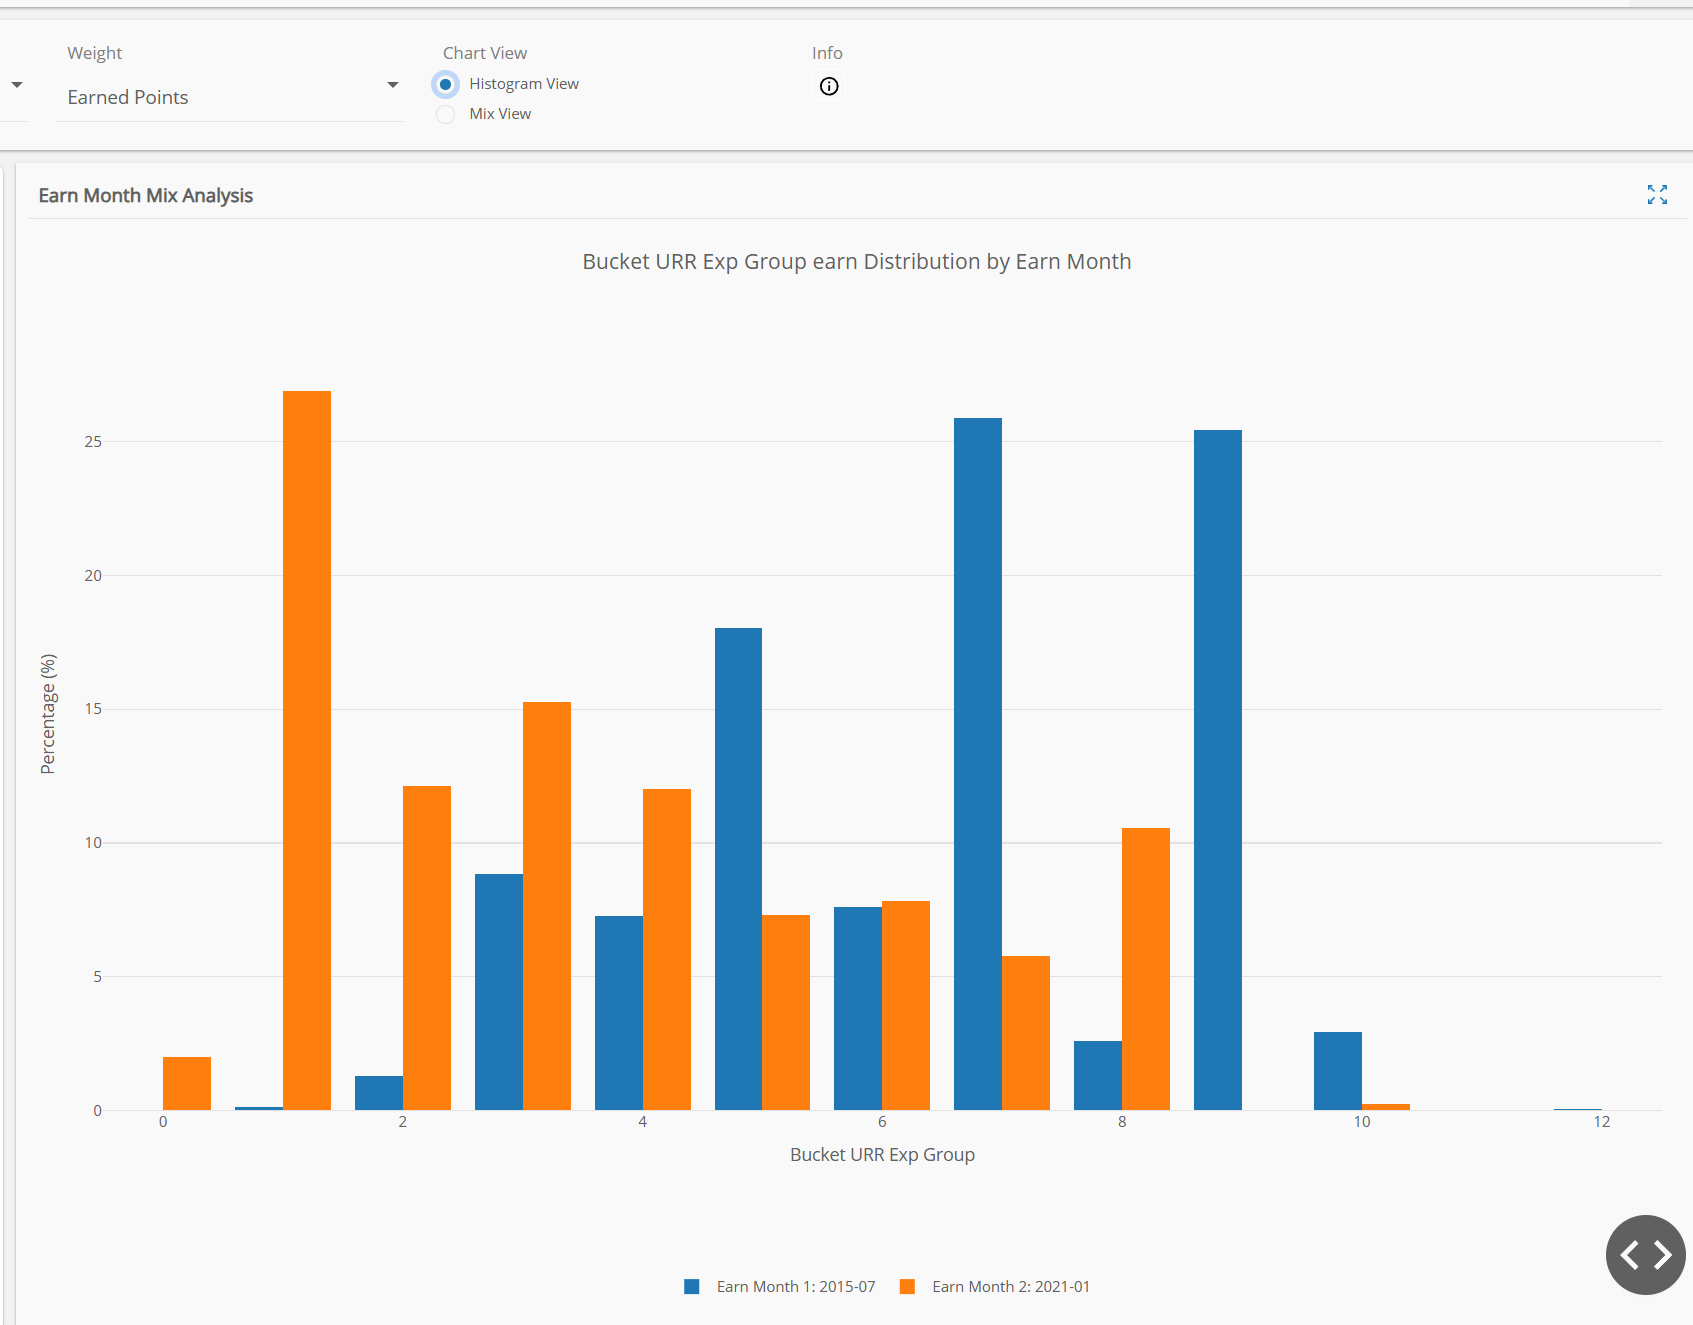 Weight
Earned Points
Chart View
Histogram View
Mix View
Info
Earn Month Mix Analysis
Bucket URR Exp Group earn Distribution by Earn Month
Percentage (%)
25
20
15
10
5
0
0 2 4 6 8 10 12
Bucket URR Exp Group
Earn Month 1: 2015-07 Earn Month 2: 2021-01